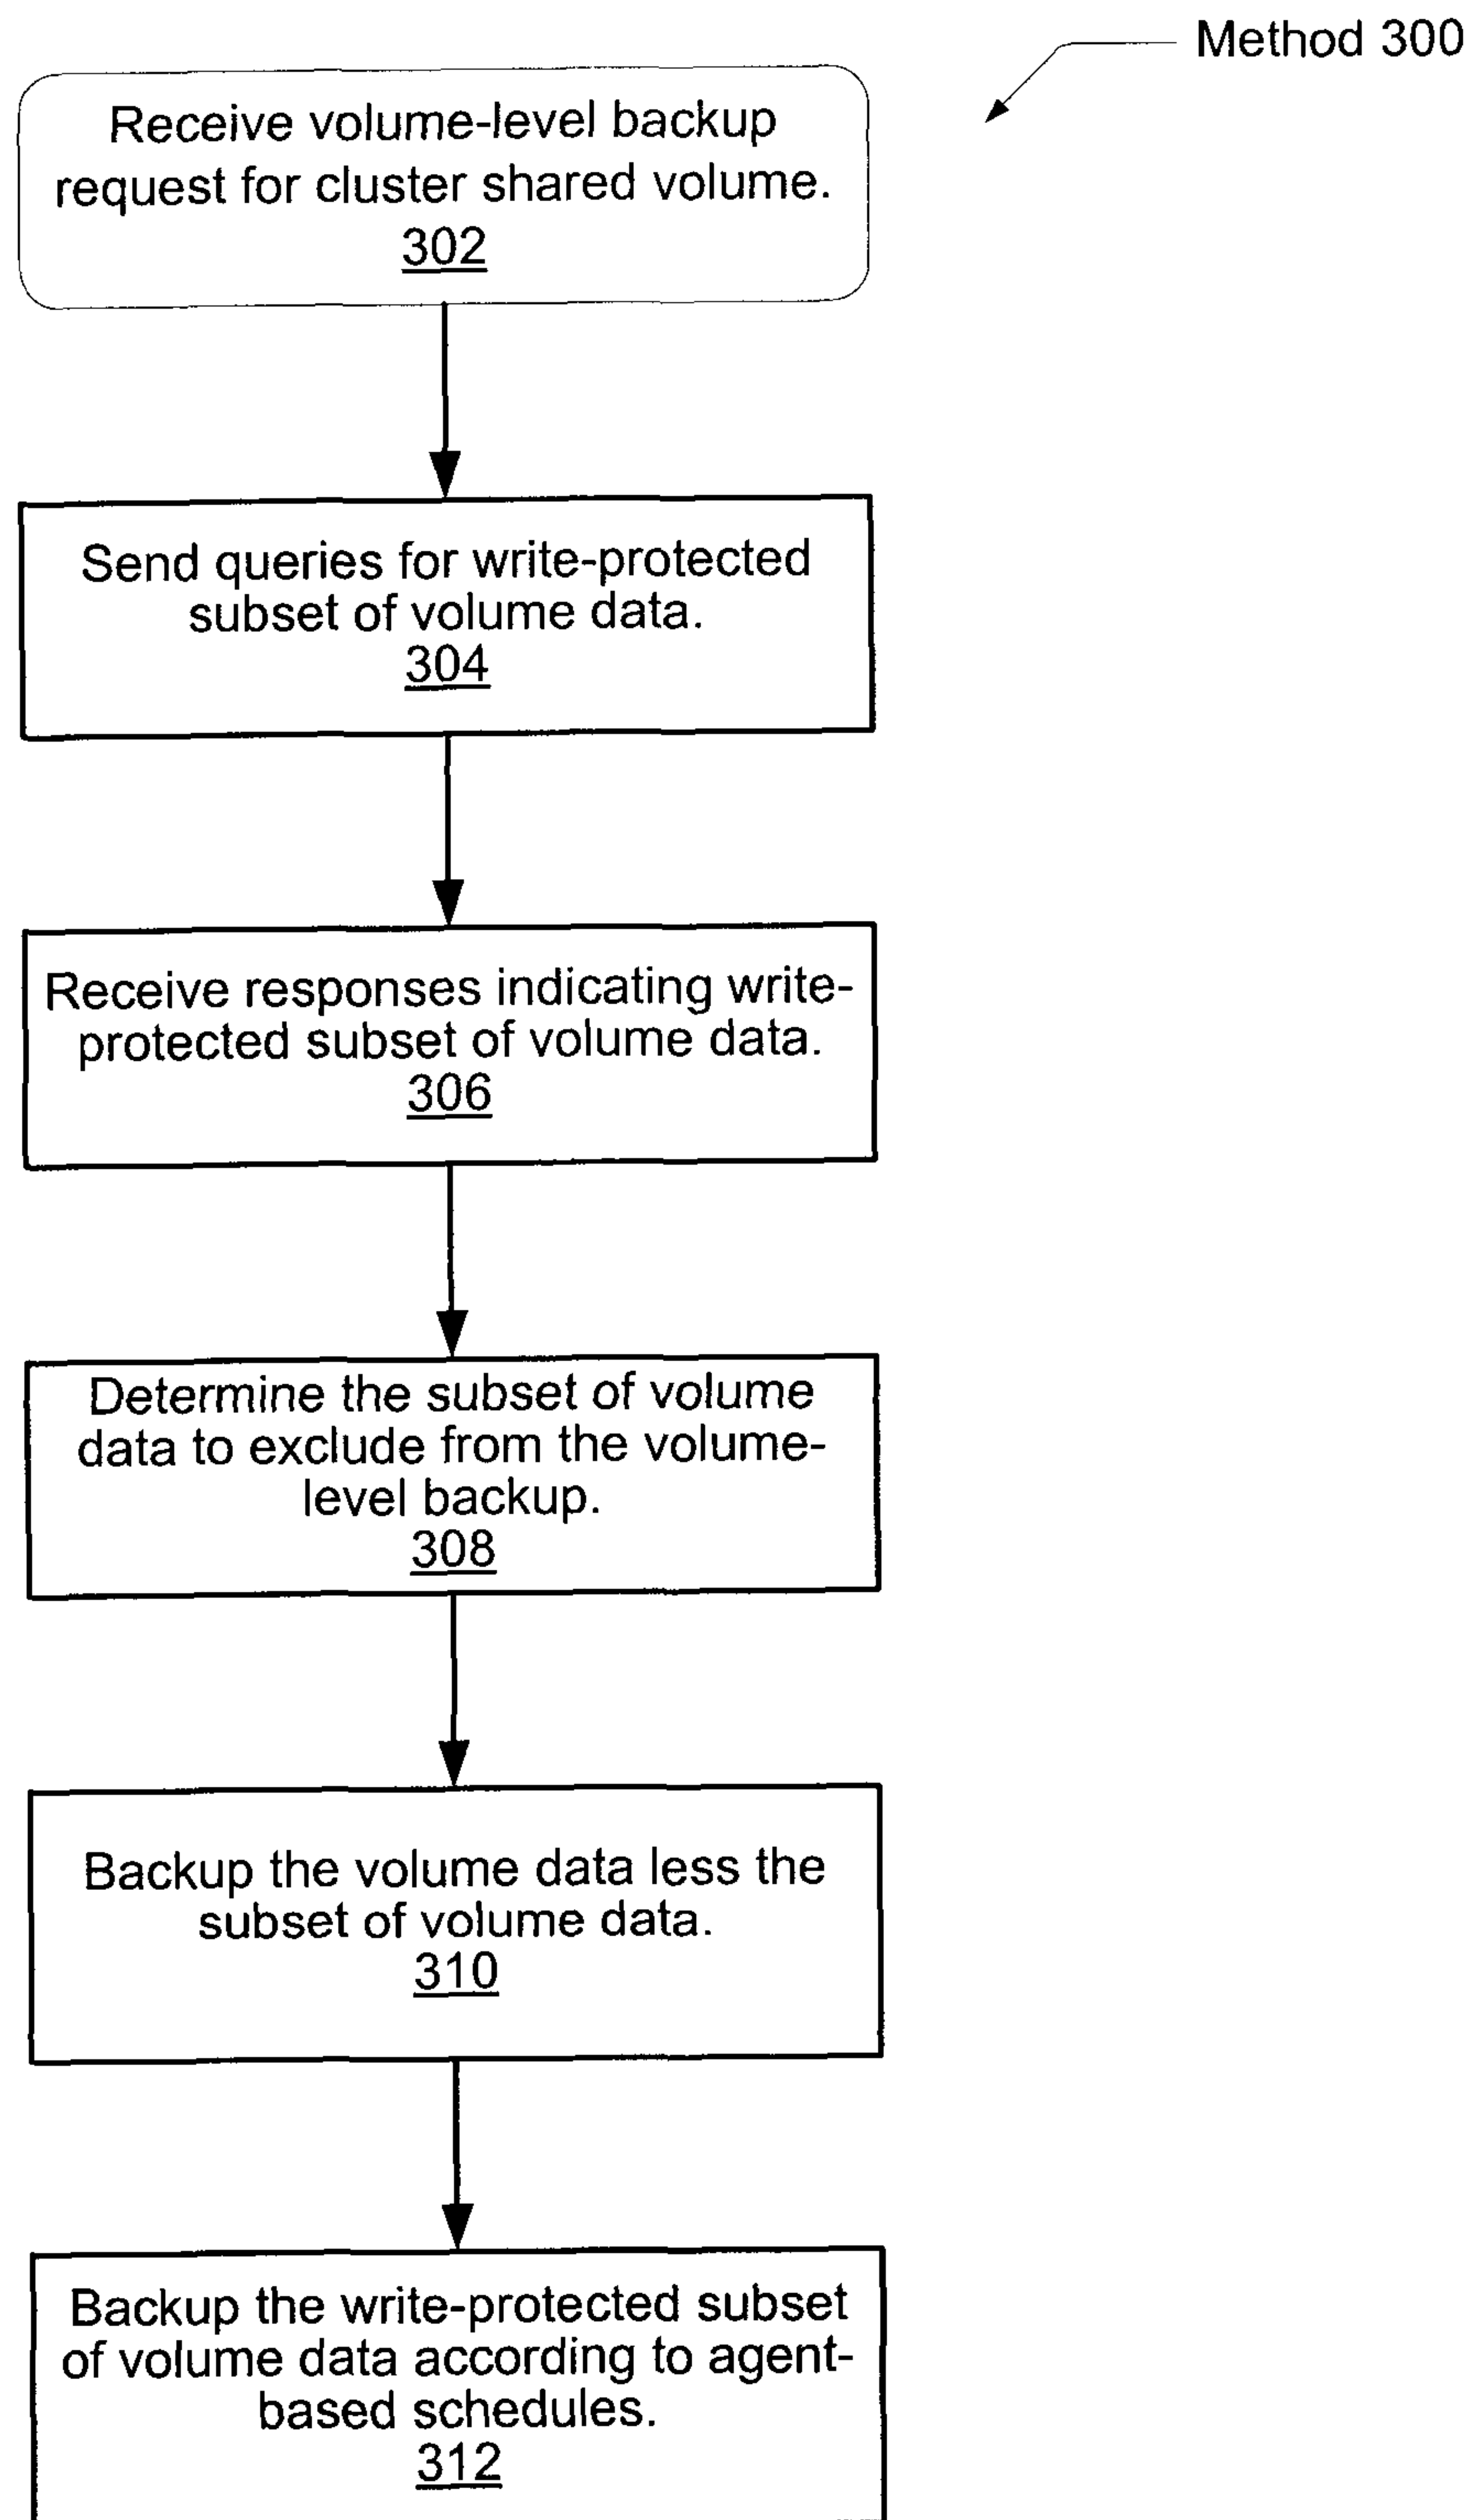 Method 300
Receive volume-level backup
request for cluster shared volume.
302
Send queries for write-protected
subset of volume data.
304
Receive responses indicating write-
protected subset of volume data.
306
Determine the subset of volume
data to exclude from the volume-
level backup.
308
Backup the volume data less the
subset of volume data.
310
Backup the write-protected subset
of volume data according to agent-
based schedules.
312